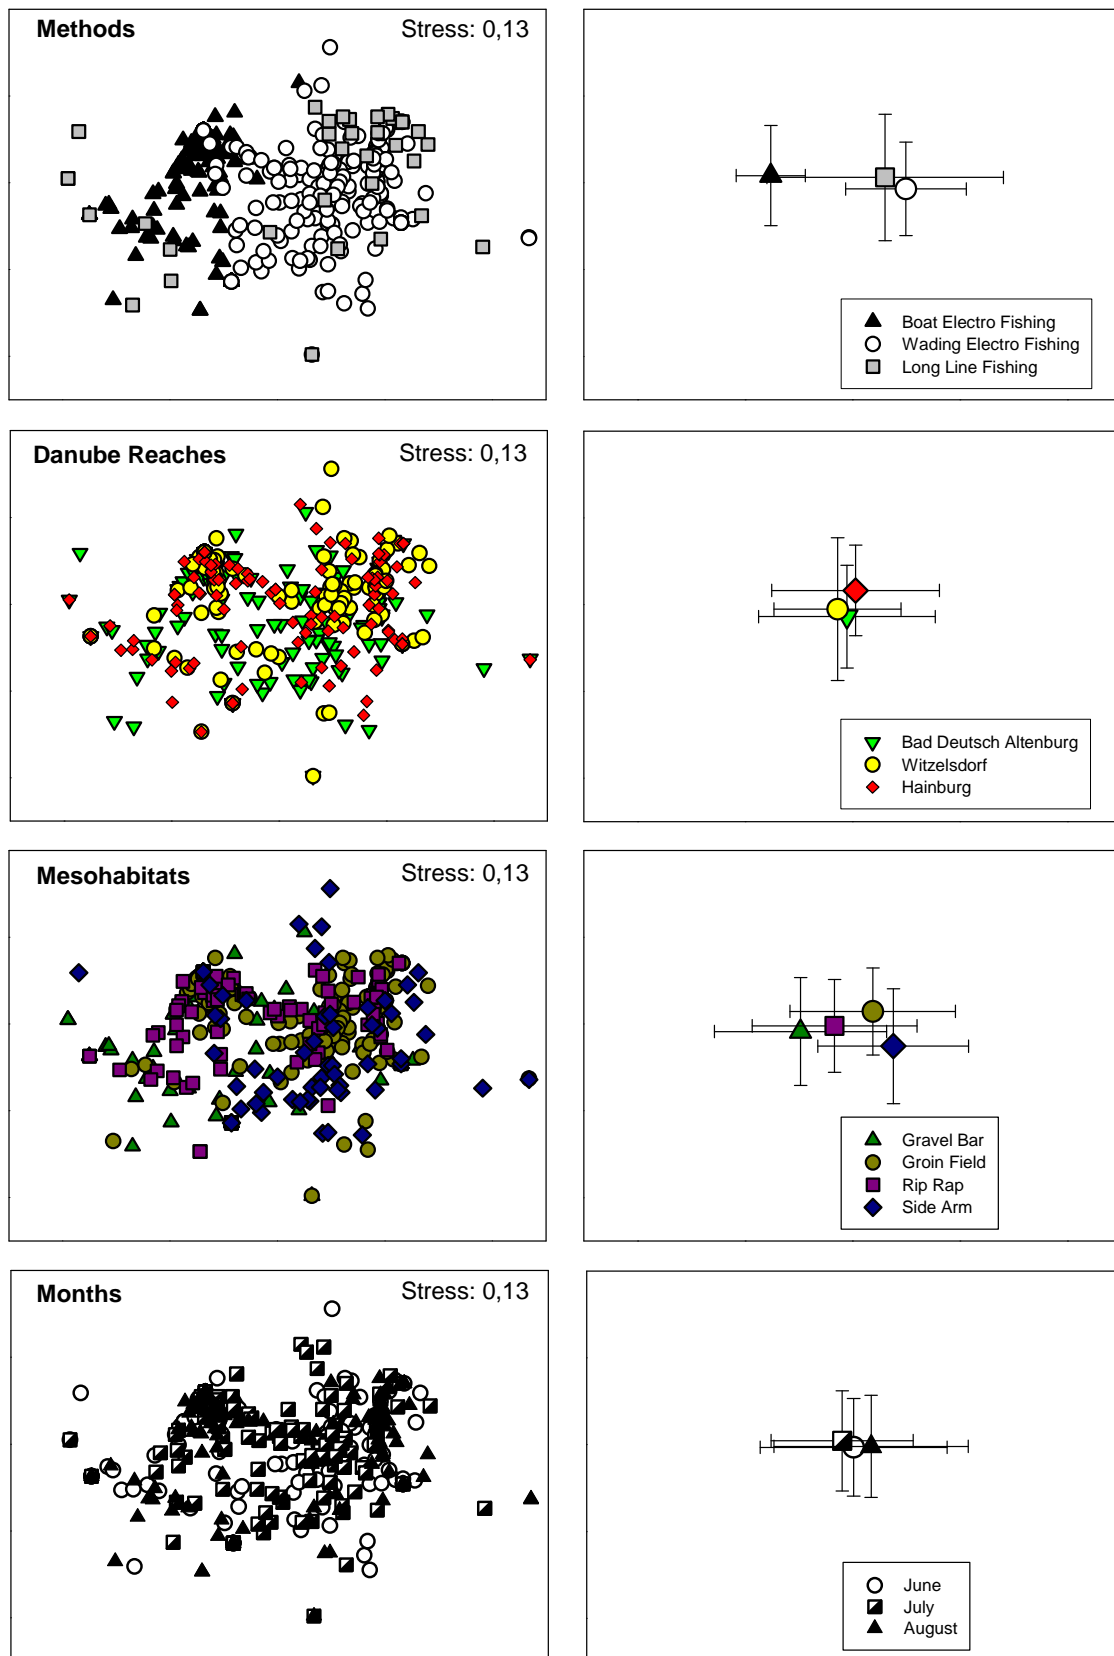 Methods
Stress: 0,13
Boat Electro Fishing
Wading Electro Fishing
Long Line Fishing
Danube Reaches
Stress: 0,13
Bad Deutsch Altenburg
Witzelsdorf
Hainburg
Mesohabitats
Stress: 0,13
Gravel Bar
Groin Field
Rip Rap
Side Arm
Months
Stress: 0,13
June
July
August